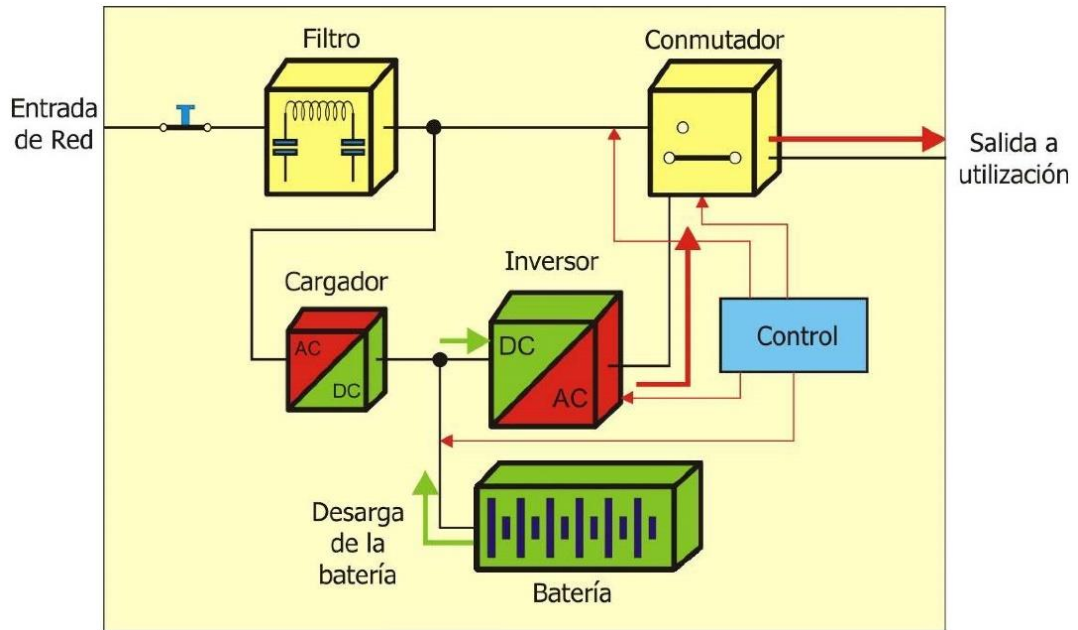 Filtro
Conmutador
Entrada
de Red
Salida a
utilización
Cargador
Inversor
AC
DC
DC
AC
Control
Desarga
de la
batería
Batería